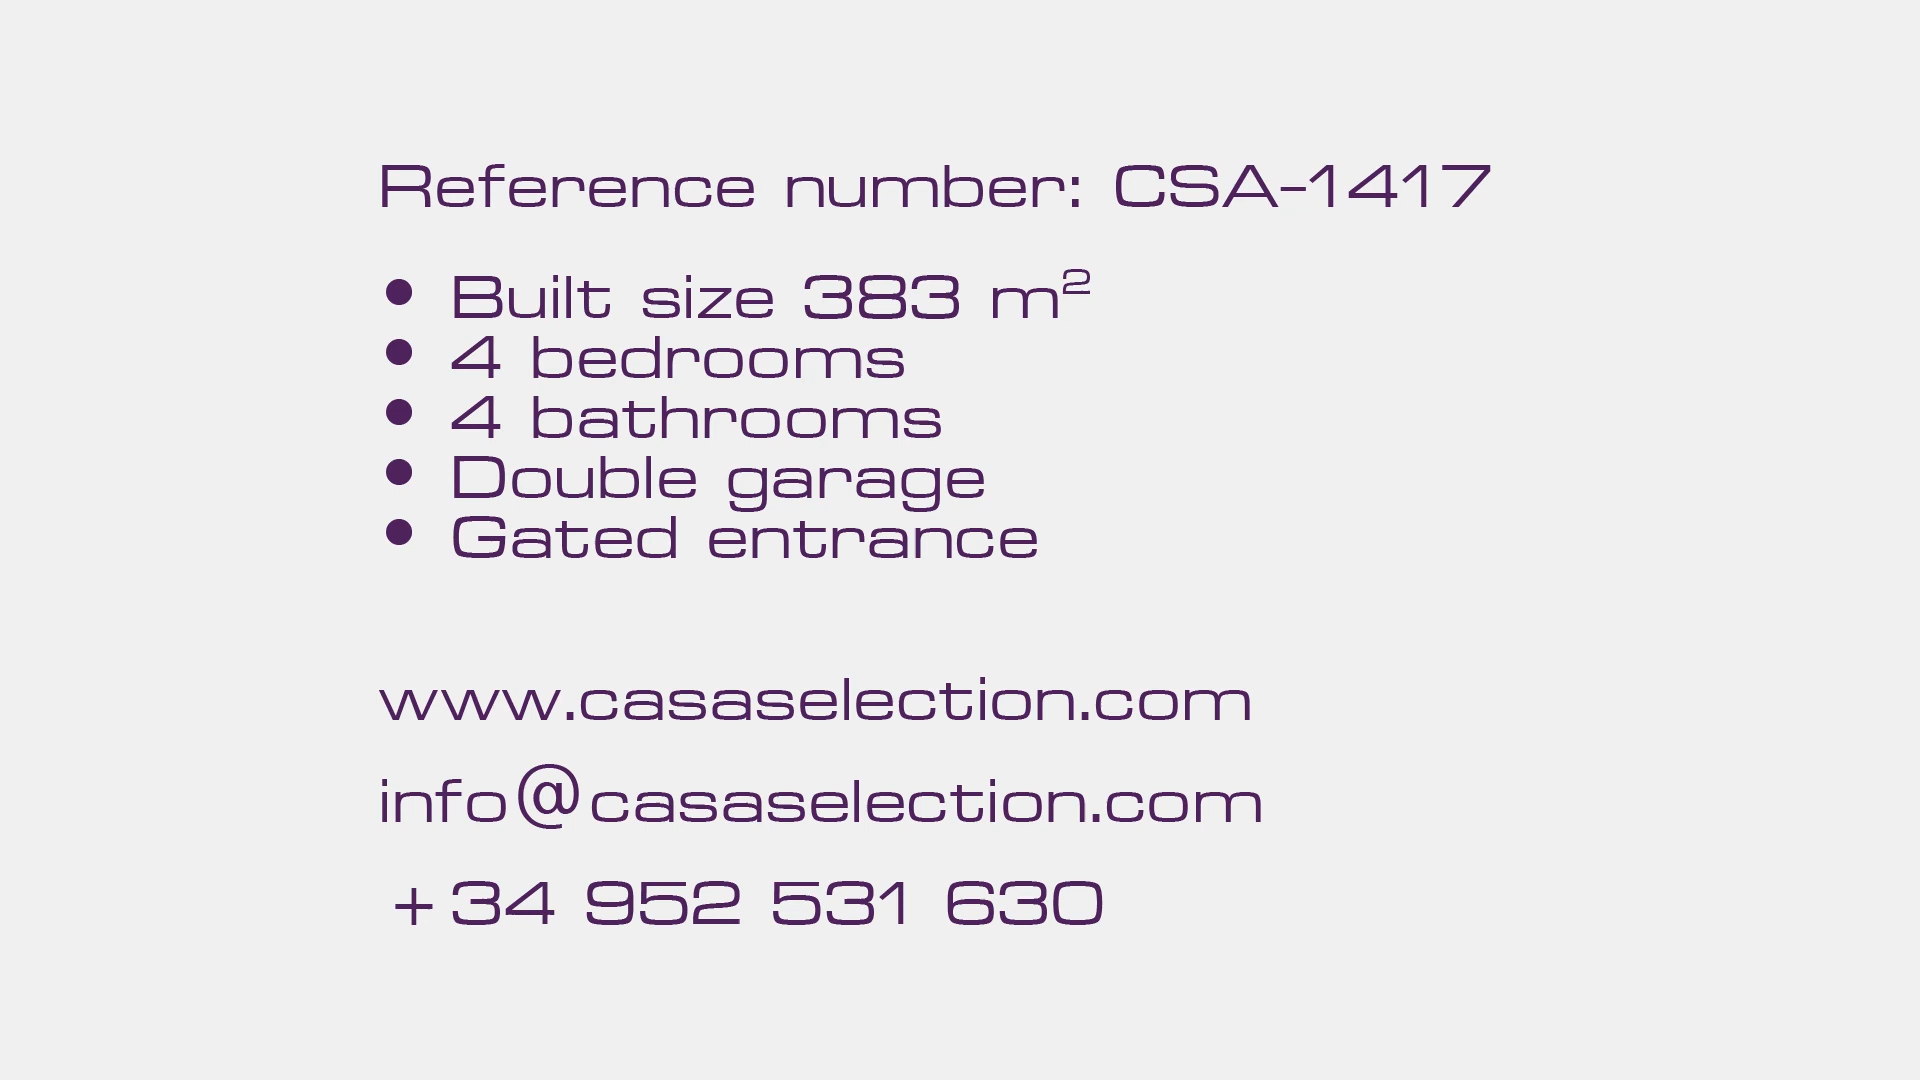 Reference number: CSA-1417
• Built size 383 m²
• 4 bedrooms
• 4 bathrooms
• Double garage
• Gated entrance
www.casaselection.com
info@casaselection.com
+34 952 531 630